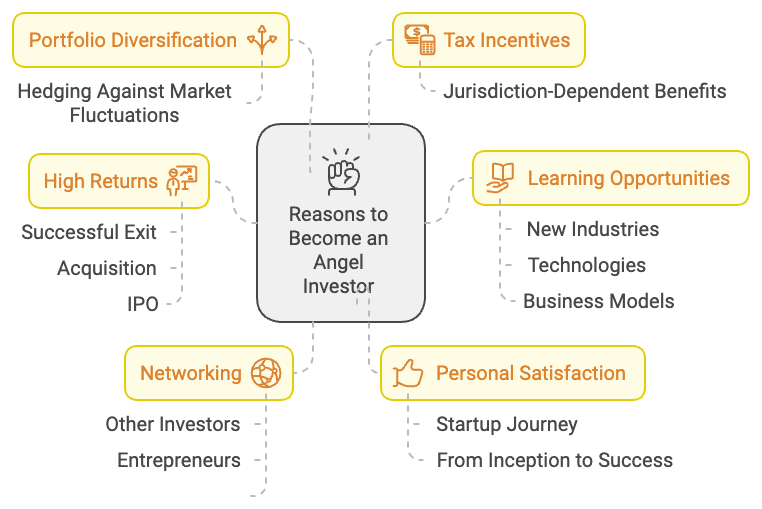 Portfolio Diversification
Hedging Against Market
Fluctuations
High Returns
Successful Exit
Acquisition
IPO
Networking
Other Investors
Entrepreneurs
Reasons to
Become an
Angel
Investor
Tax Incentives
$
Jurisdiction-Dependent Benefits
Learning Opportunities
New Industries
Technologies
Business Models
Personal Satisfaction
Startup Journey
From Inception to Success